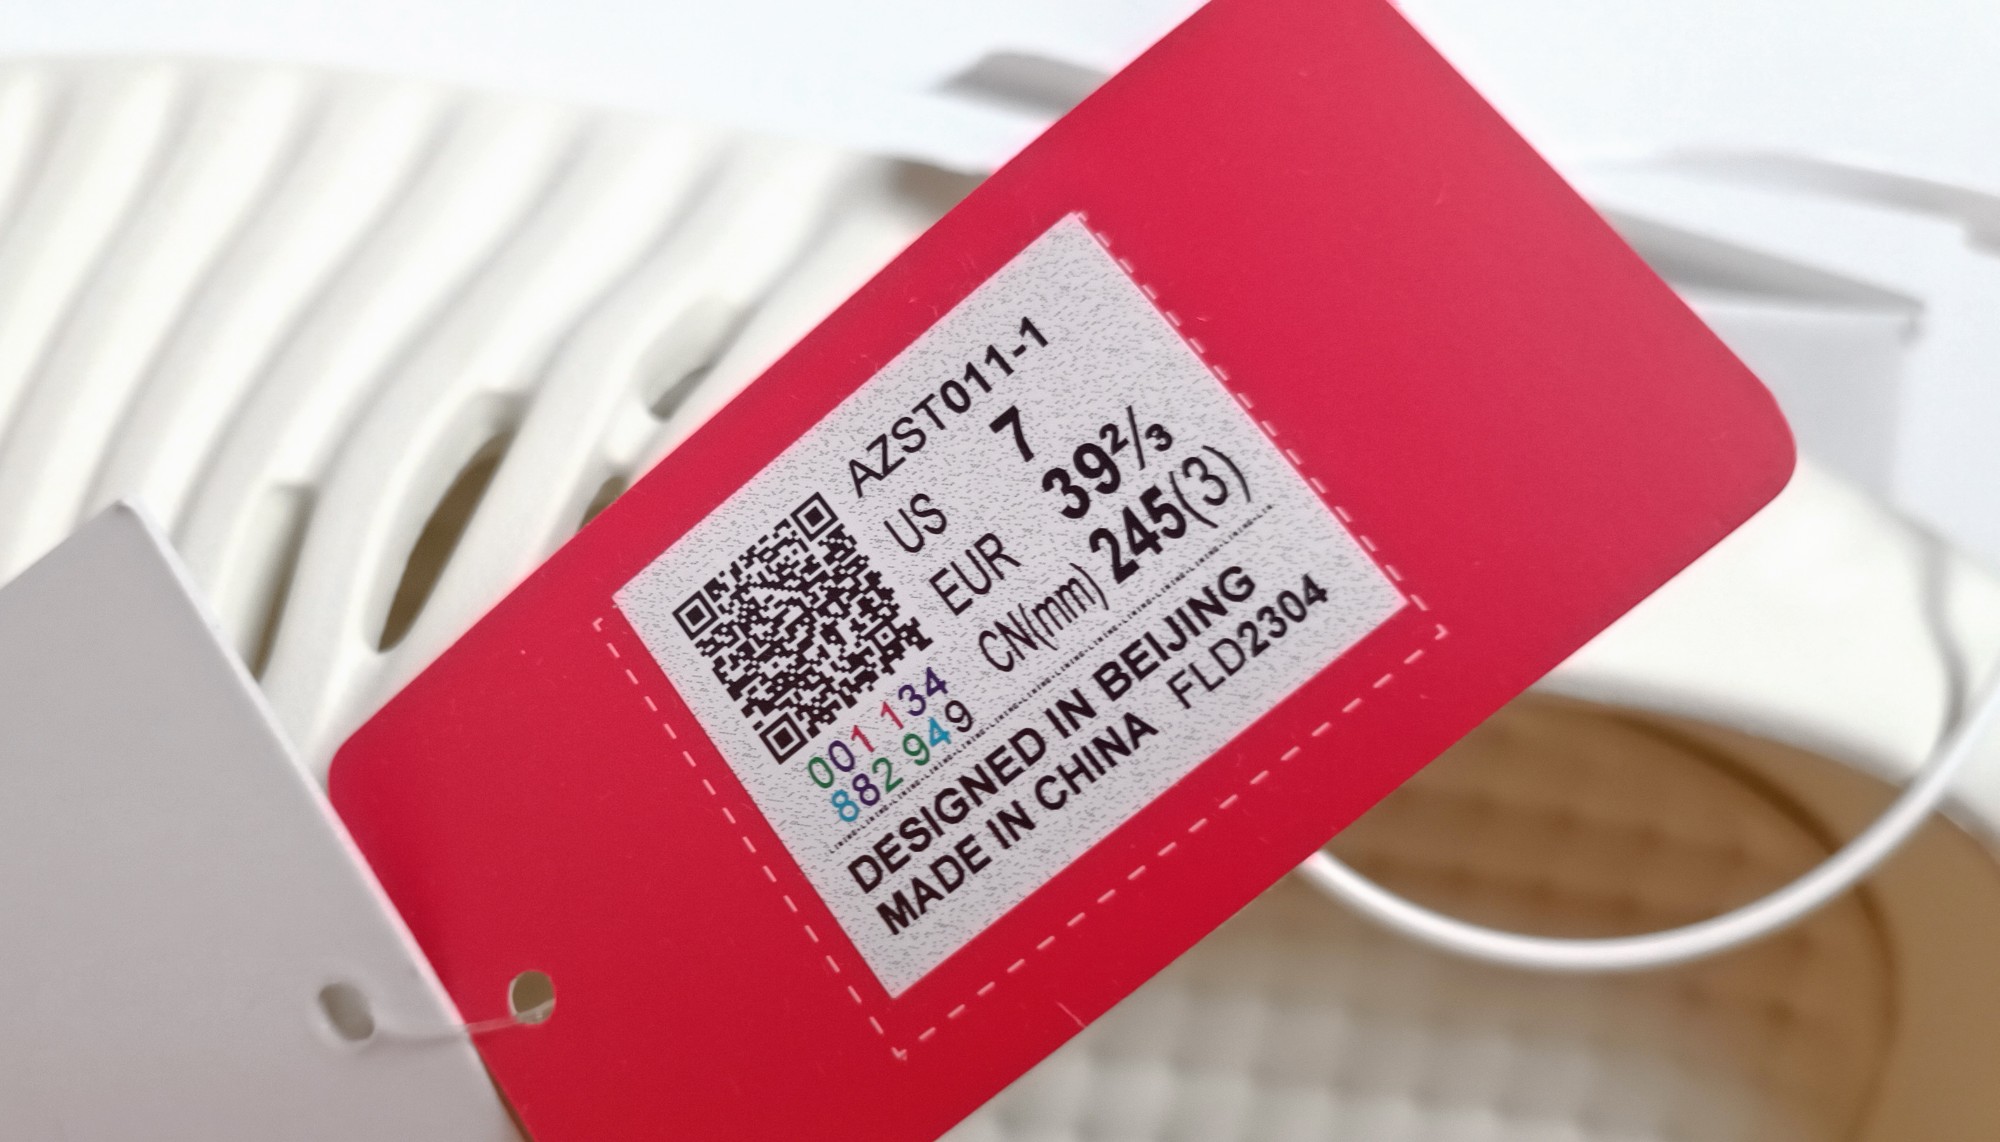 AZST011-1
US 7
EUR 39⅔
CN(mm) 245(3)
001 134
882 949
DESIGNED IN BEIJING
MADE IN CHINA FLD2304